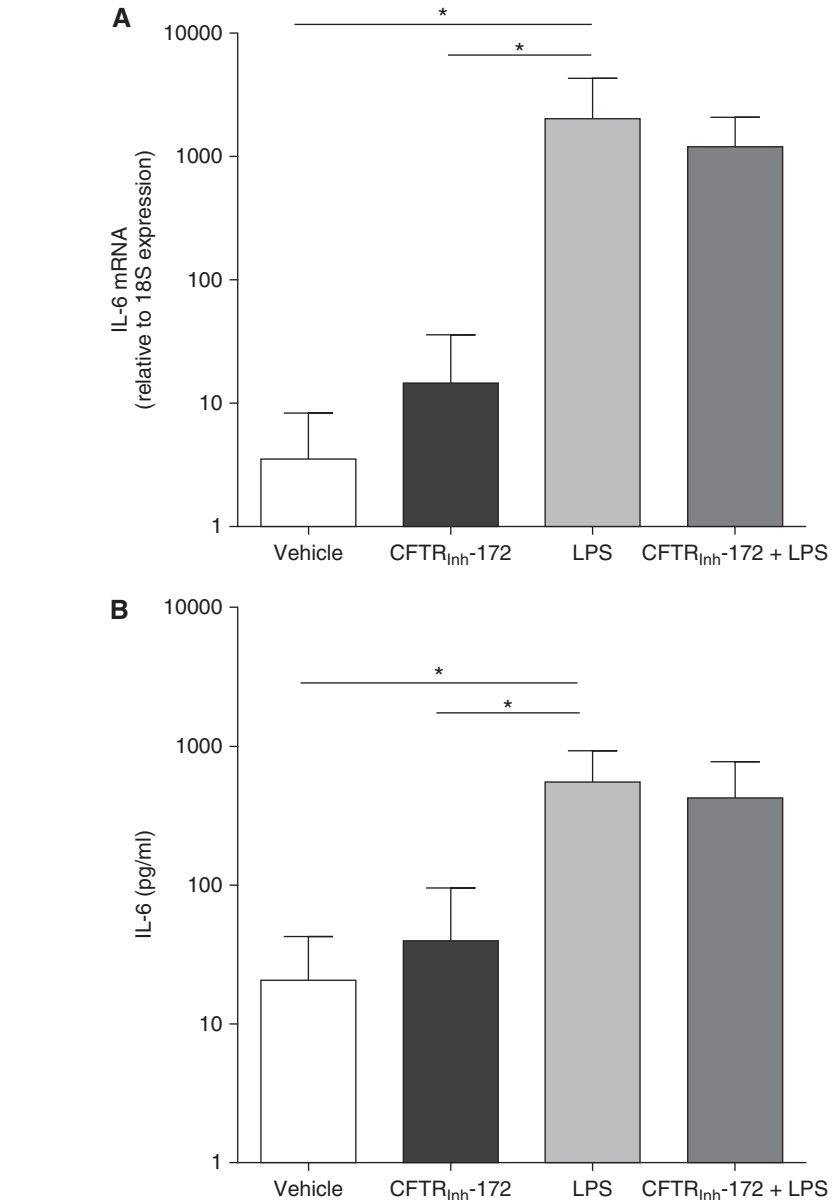 A
*
*
10000
1000
100
10
1
IL-6 mRNA
(relative to 18S expression)
Vehicle CFTRInh-172 LPS CFTRInh-172 + LPS
B
*
*
10000
1000
100
10
1
IL-6 (pg/ml)
Vehicle CFTRInh-172 LPS CFTRInh-172 + LPS